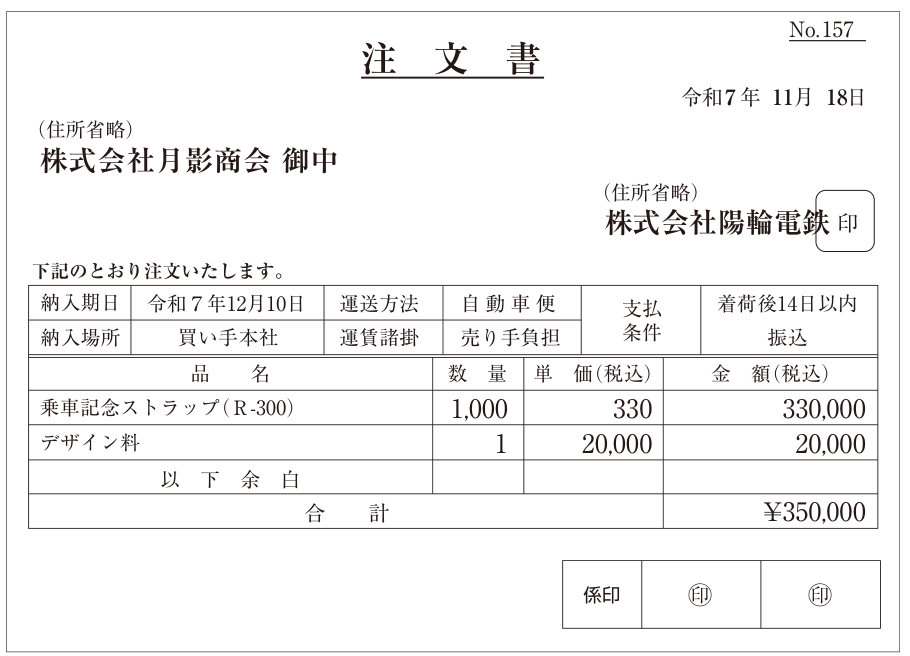 No.157
注 文 書
令和7年 11月 18日
（住所省略）
株式会社月影商会 御中
（住所省略）
株式会社陽輪電鉄 印
下記のとおり注文いたします。
納入期日 令和7年12月10日 運送方法 自動車便 支払条件 着荷後14日以内振込
納入場所 買い手本社 運賃諸掛 売り手負担
品 名 数 量 単 価(税込) 金 額(税込)
乗車記念ストラップ(R-300) 1,000 330 330,000
デザイン料 1 20,000 20,000
以 下 余 白
合 計 ¥350,000
係印 印 印